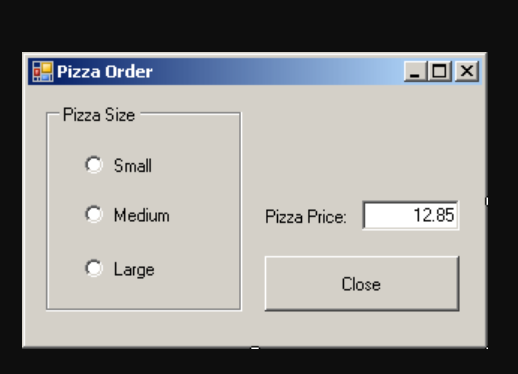 Pizza Order
Pizza Size
Small
Medium
Large
Pizza Price: 12.85
Close